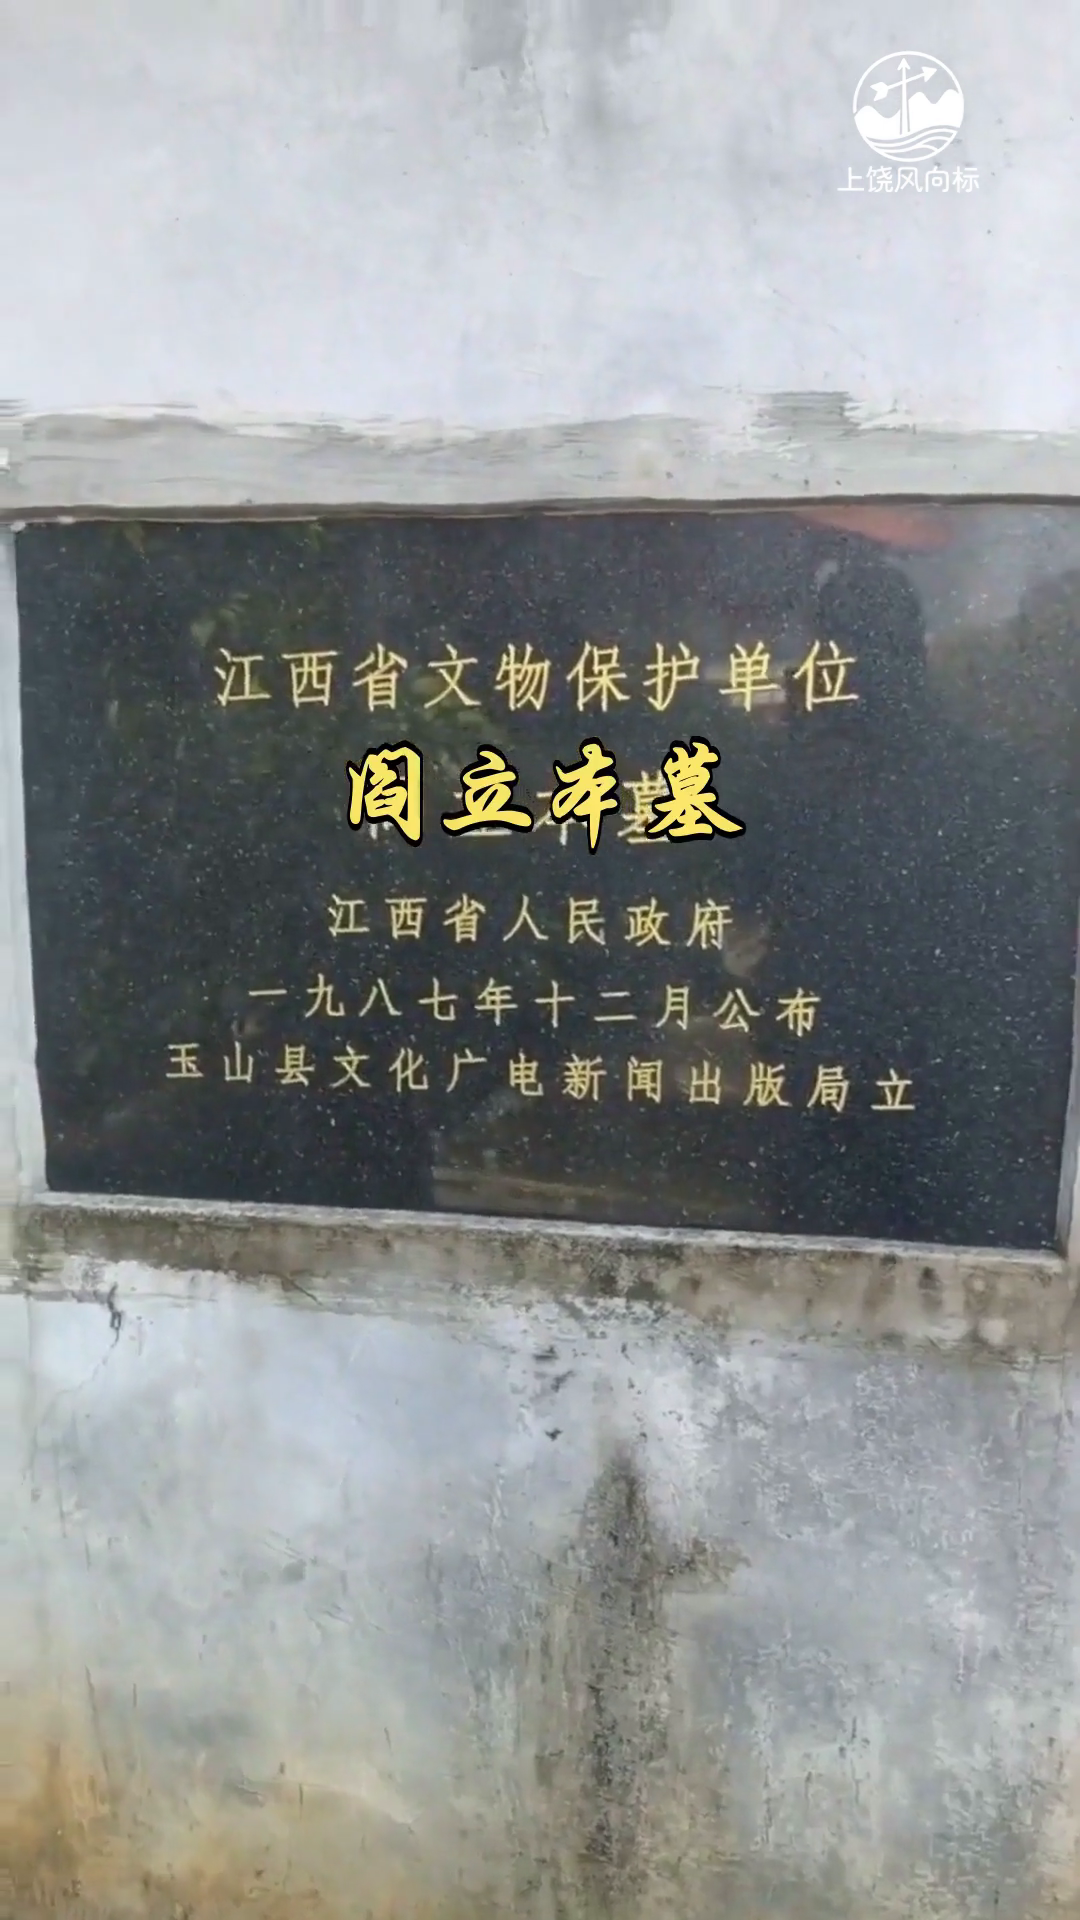 上饶风向标
江西省文物保护单位
阎立本墓
江西省人民政府
一九八七年十二月公布
玉山县文化广电新闻出版局立